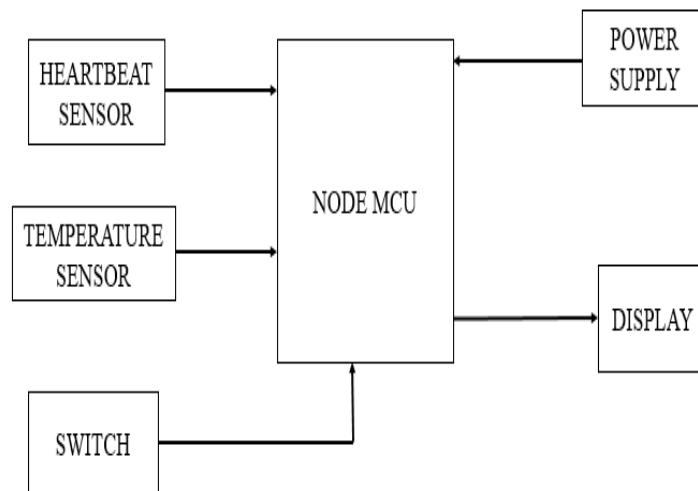 HEARTBEAT
SENSOR
POWER
SUPPLY
NODE MCU
TEMPERATURE
SENSOR
DISPLAY
SWITCH